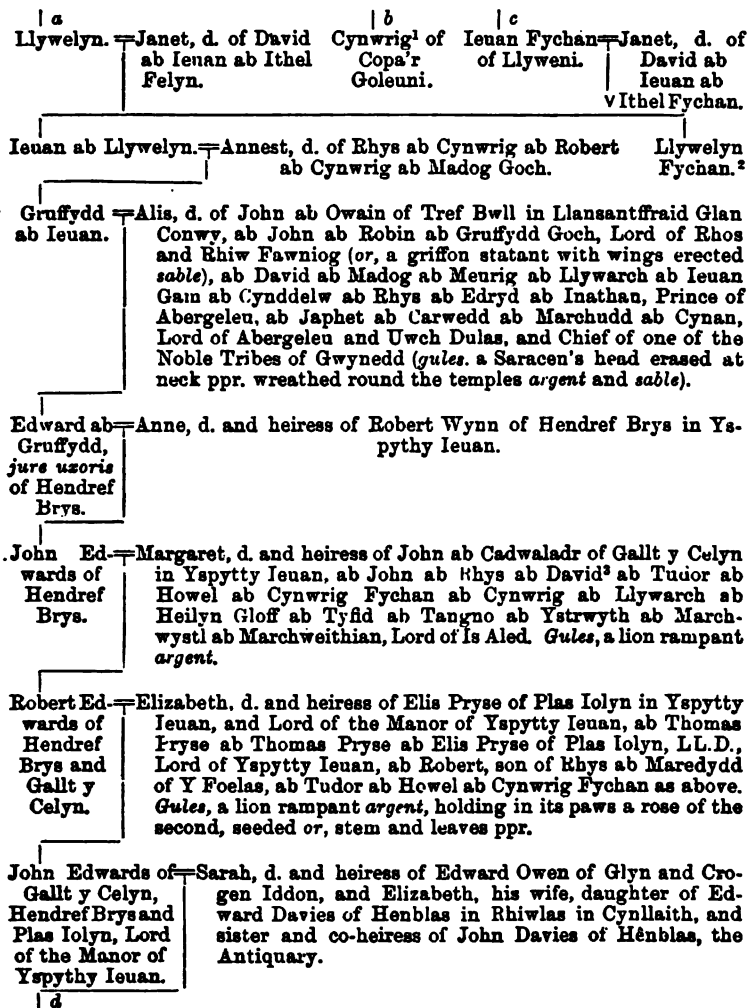 a b c
Llywelyn. Janet, d. of David Cynwrig¹ of Ieuan Fychan Janet, d. of
ab Ieuan ab Ithel Copa'r of Llyweni. David ab
Felyn. Goleuni. Ieuan ab
v Ithel Fychan.
Ieuan ab Llywelyn. Annest, d. of Rhys ab Cynwrig ab Robert Llywelyn
ab Cynwrig ab Madog Goch. Fychan.²
Gruffydd Alis, d. of John ab Owain of Tref Bwll in Llansantffraid Glan
ab Ieuan. Conwy, ab John ab Robin ab Gruffydd Goch, Lord of Rhos
and Rhiw Fawniog (or, a griffon statant with wings erected
sable), ab David ab Madog ab Meurig ab Llywarch ab Ieuan
Gam ab Cynddelw ab Rhys ab Edryd ab Inathan, Prince of
Abergeleu, ab Japhet ab Carwedd ab Marchudd ab Cynan,
Lord of Abergeleu and Uwch Dulas, and Chief of one of the
Noble Tribes of Gwynedd (gules. a Saracen's head erased at
neck ppr. wreathed round the temples argent and sable).
Edward ab Anne, d. and heiress of Robert Wynn of Hendref Brys in Ys-
Gruffydd, pythy Ieuan.
jure uxoris
of Hendref
Brys.
John Ed- Margaret, d. and heiress of John ab Cadwaladr of Gallt y Celyn
wards of in Yspytty Ieuan, ab John ab Rhys ab David³ ab Tudor ab
Hendref Howel ab Cynwrig Fychan ab Cynwrig ab Llywarch ab
Brys. Heilyn Gloff ab Tyfid ab Tangno ab Ystrwyth ab March-
wystl ab Marchweithian, Lord of Is Aled. Gules, a lion rampant
argent.
Robert Ed- Elizabeth, d. and heiress of Elis Pryse of Plas Iolyn in Yspytty
wards of Ieuan, and Lord of the Manor of Yspytty Ieuan, ab Thomas
Hendref Pryse ab Thomas Pryse ab Elis Pryse of Plas Iolyn, LL.D.,
Brys and Lord of Yspytty Ieuan, ab Robert, son of Rhys ab Maredydd
Gallt y of Y Foelas, ab Tudor ab Howel ab Cynwrig Fychan as above.
Celyn. Gules, a lion rampant argent, holding in its paws a rose of the
second, seeded or, stem and leaves ppr.
John Edwards of Sarah, d. and heiress of Edward Owen of Glyn and Cro-
Gallt y Celyn, gen Iddon, and Elizabeth, his wife, daughter of Ed-
Hendref Brys and ward Davies of Henblas in Rhiwlas in Cynllaith, and
Plas Iolyn, Lord sister and co-heiress of John Davies of Hênblas, the
of the Manor of Antiquary.
Yspythy Ieuan.
d